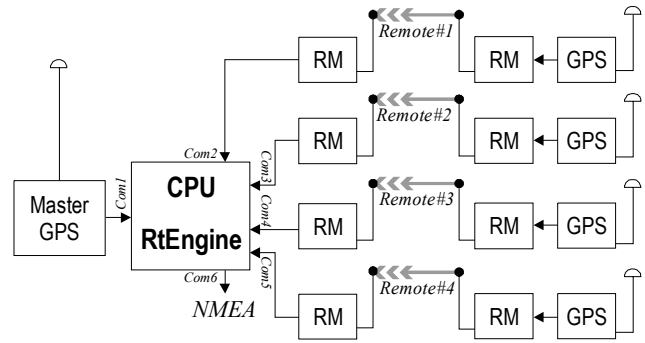 Remote#1
RM
RM
GPS
Remote#2
RM
RM
GPS
Com2
Com3
Com1
CPU
RtEngine
Master
GPS
Com4
Remote#3
RM
RM
GPS
Com5
Com6
NMEA
Remote#4
RM
RM
GPS